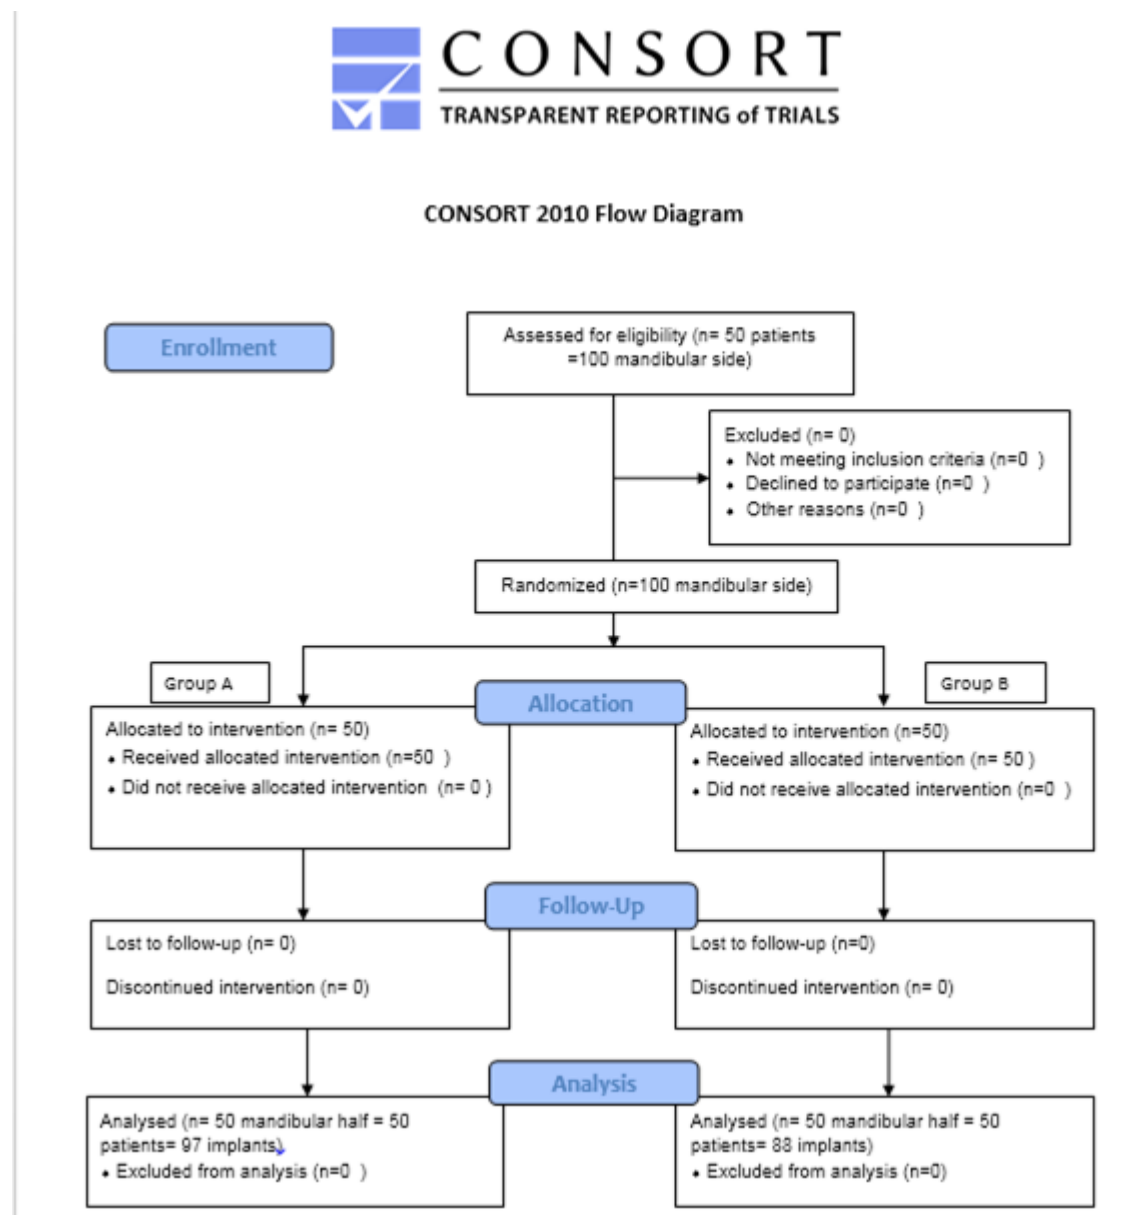 CONSORT
TRANSPARENT REPORTING of TRIALS
CONSORT 2010 Flow Diagram
Enrollment
Assessed for eligibility (n= 50 patients
=100 mandibular side)
Excluded (n= 0)
• Not meeting inclusion criteria (n=0 )
• Declined to participate (n=0 )
• Other reasons (n=0 )
Randomized (n=100 mandibular side)
Group A
Group B
Allocation
Allocated to intervention (n= 50)
• Received allocated intervention (n=50 )
• Did not receive allocated intervention (n= 0 )
Allocated to intervention (n=50)
• Received allocated intervention (n= 50 )
• Did not receive allocated intervention (n=0 )
Follow-Up
Lost to follow-up (n= 0)
Discontinued intervention (n= 0)
Lost to follow-up (n=0)
Discontinued intervention (n= 0)
Analysis
Analysed (n= 50 mandibular half = 50
patients= 97 implants)
• Excluded from analysis (n=0 )
Analysed (n= 50 mandibular half = 50
patients= 88 implants)
• Excluded from analysis (n=0)